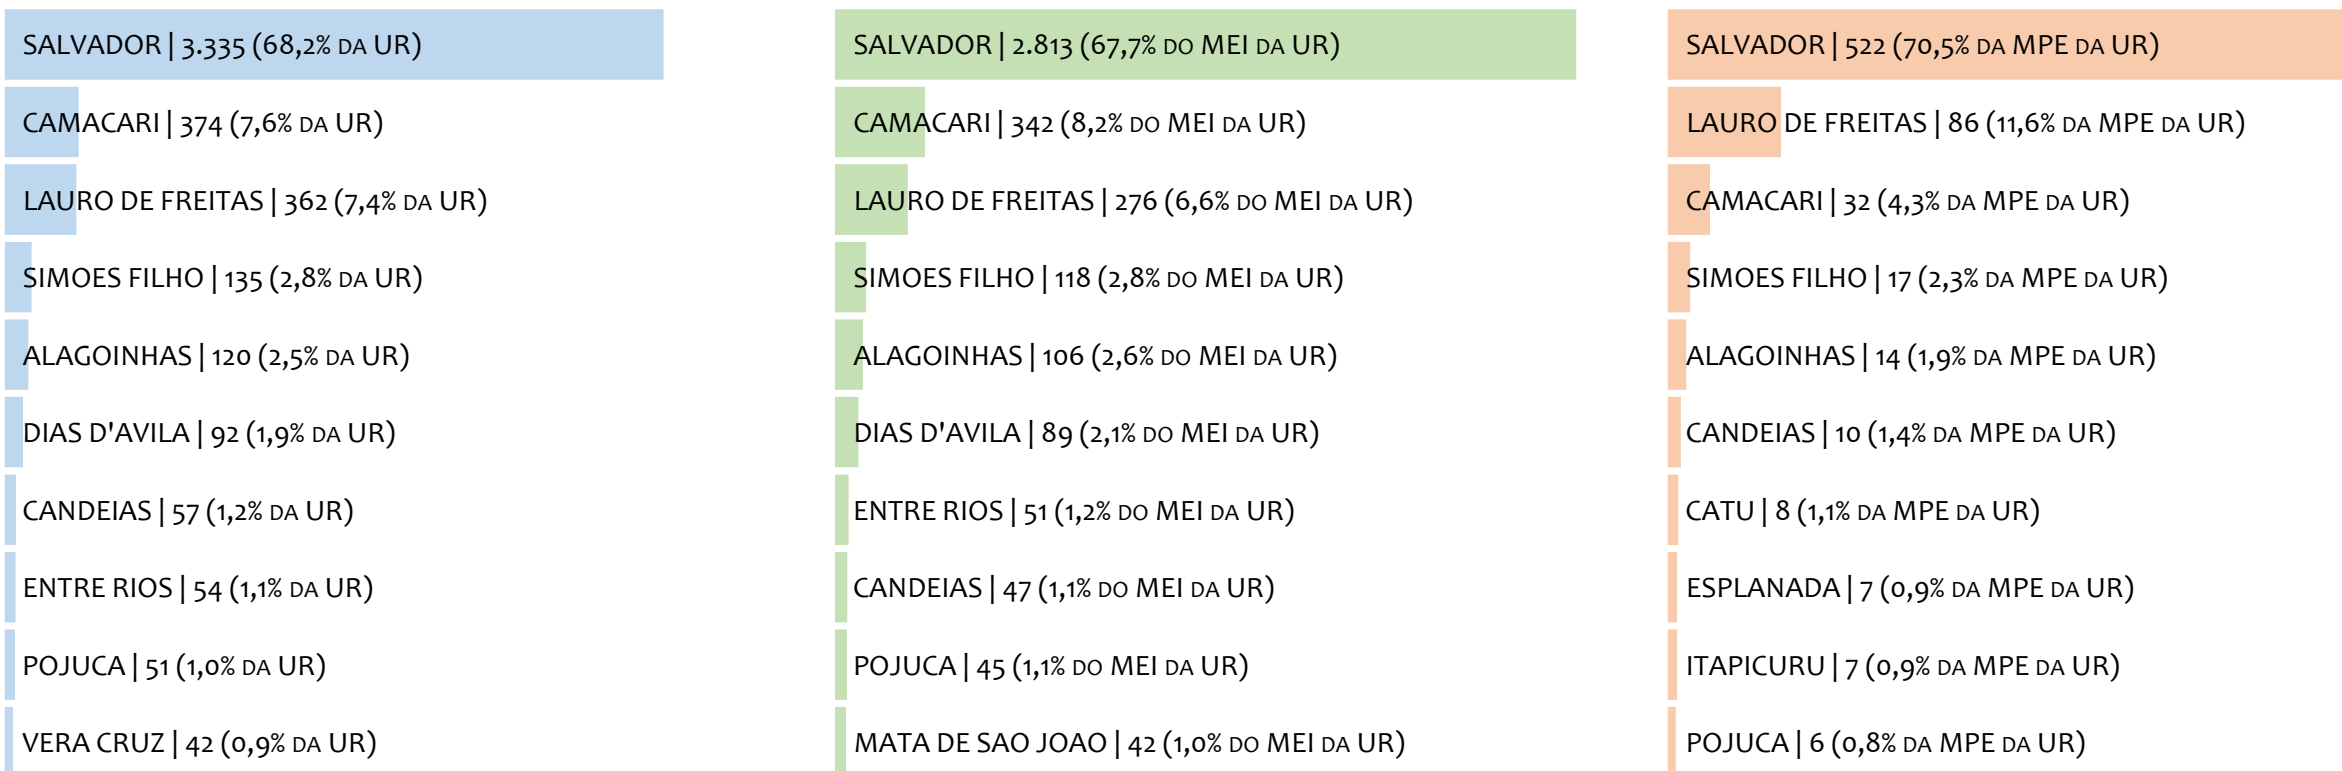 SALVADOR | 3.335 (68,2% DA UR)
CAMACARI | 374 (7,6% DA UR)
LAURO DE FREITAS | 362 (7,4% DA UR)
SIMOES FILHO | 135 (2,8% DA UR)
ALAGOINHAS | 120 (2,5% DA UR)
DIAS D'AVILA | 92 (1,9% DA UR)
CANDEIAS | 57 (1,2% DA UR)
ENTRE RIOS | 54 (1,1% DA UR)
POJUCA | 51 (1,0% DA UR)
VERA CRUZ | 42 (0,9% DA UR)
SALVADOR | 2.813 (67,7% DO MEI DA UR)
CAMACARI | 342 (8,2% DO MEI DA UR)
LAURO DE FREITAS | 276 (6,6% DO MEI DA UR)
SIMOES FILHO | 118 (2,8% DO MEI DA UR)
ALAGOINHAS | 106 (2,6% DO MEI DA UR)
DIAS D'AVILA | 89 (2,1% DO MEI DA UR)
ENTRE RIOS | 51 (1,2% DO MEI DA UR)
CANDEIAS | 47 (1,1% DO MEI DA UR)
POJUCA | 45 (1,1% DO MEI DA UR)
MATA DE SAO JOAO | 42 (1,0% DO MEI DA UR)
SALVADOR | 522 (70,5% DA MPE DA UR)
LAURO DE FREITAS | 86 (11,6% DA MPE DA UR)
CAMACARI | 32 (4,3% DA MPE DA UR)
SIMOES FILHO | 17 (2,3% DA MPE DA UR)
ALAGOINHAS | 14 (1,9% DA MPE DA UR)
CANDEIAS | 10 (1,4% DA MPE DA UR)
CATU | 8 (1,1% DA MPE DA UR)
ESPLANADA | 7 (0,9% DA MPE DA UR)
ITAPICURU | 7 (0,9% DA MPE DA UR)
POJUCA | 6 (0,8% DA MPE DA UR)